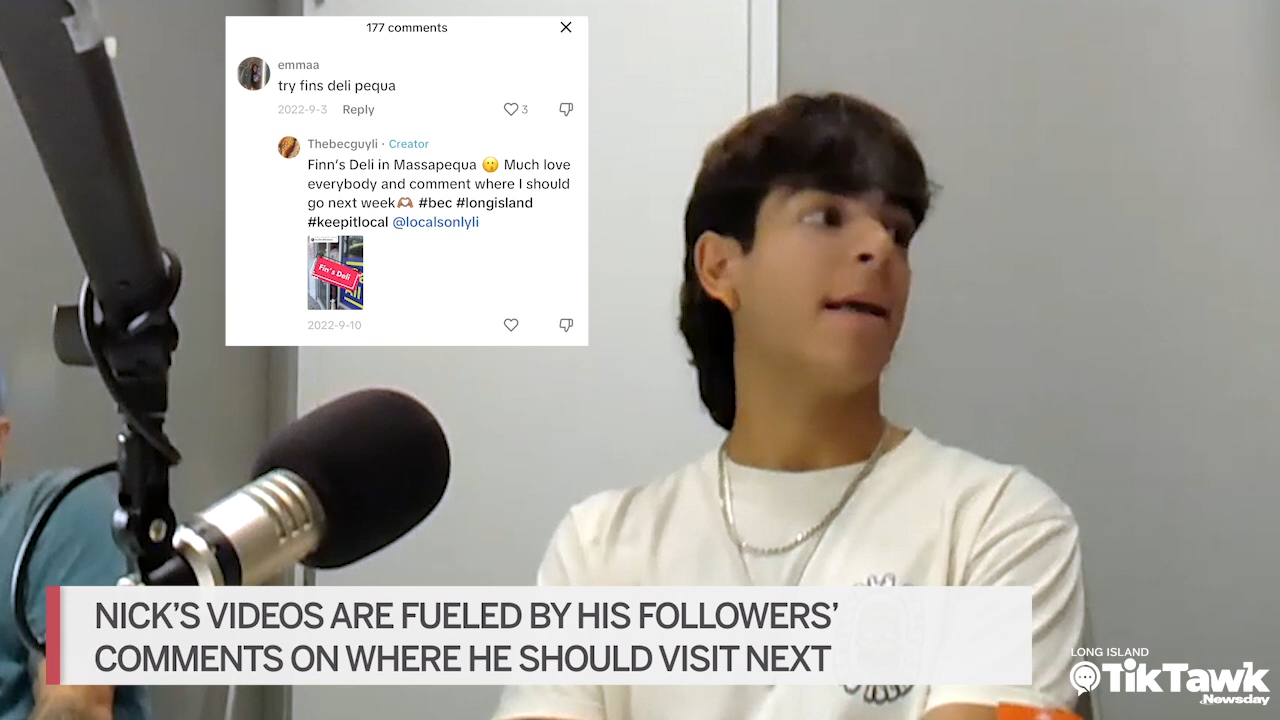 177 comments
emmaa
try fins deli pequa
2022-9-3 Reply 3
Thebecguyli · Creator
Finn's Deli in Massapequa 🤫 Much love
everybody and comment where I should
go next week🫶🏽 #bec #longisland
#keepitlocal @localsonlyli
Fin's Deli
2022-9-10
NICK'S VIDEOS ARE FUELED BY HIS FOLLOWERS'
COMMENTS ON WHERE HE SHOULD VISIT NEXT
LONG ISLAND
TikTawk
Newsday